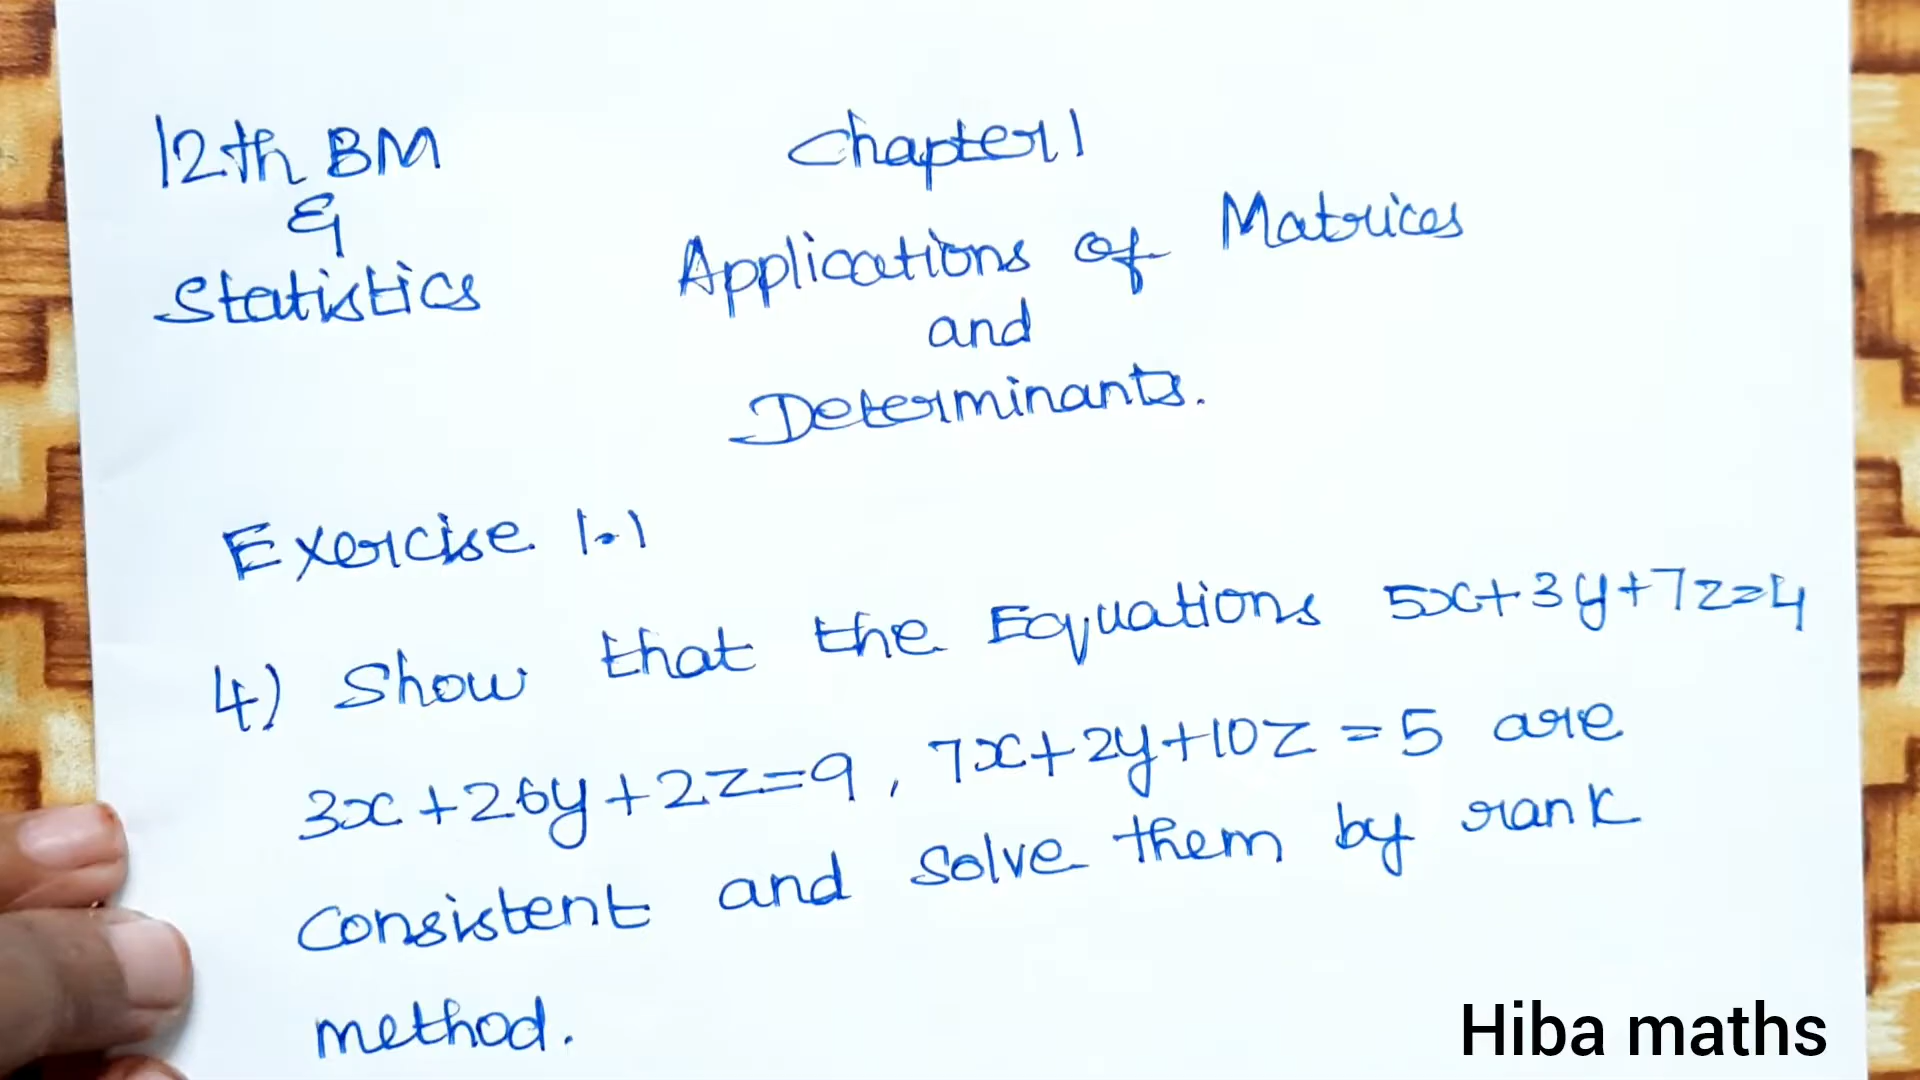 12th BM
&
Statistics
Chapter 1
Applications of Matrices
and
Determinants.
Exercise 1.1
4) Show that the Equations 5x+3y+7z=4
3x+26y+2z=9, 7x+2y+10z=5 are
consistent and solve them by rank
method.
Hiba maths